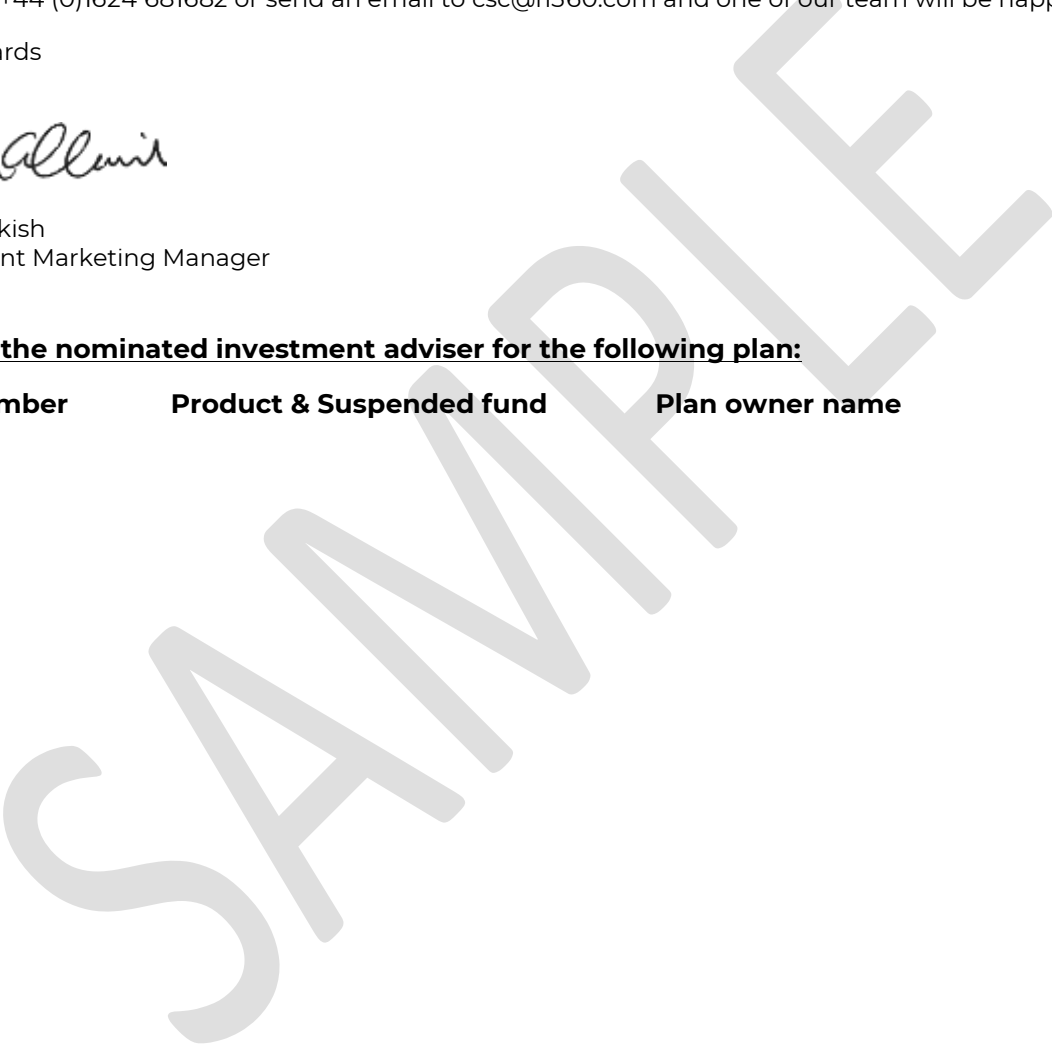 +44 (0)1624 681682 or send an email to csc@n360.com and one of our team will be happ
ards
kish
nt Marketing Manager
the nominated investment adviser for the following plan:
mber Product & Suspended fund Plan owner name
SAMPLE